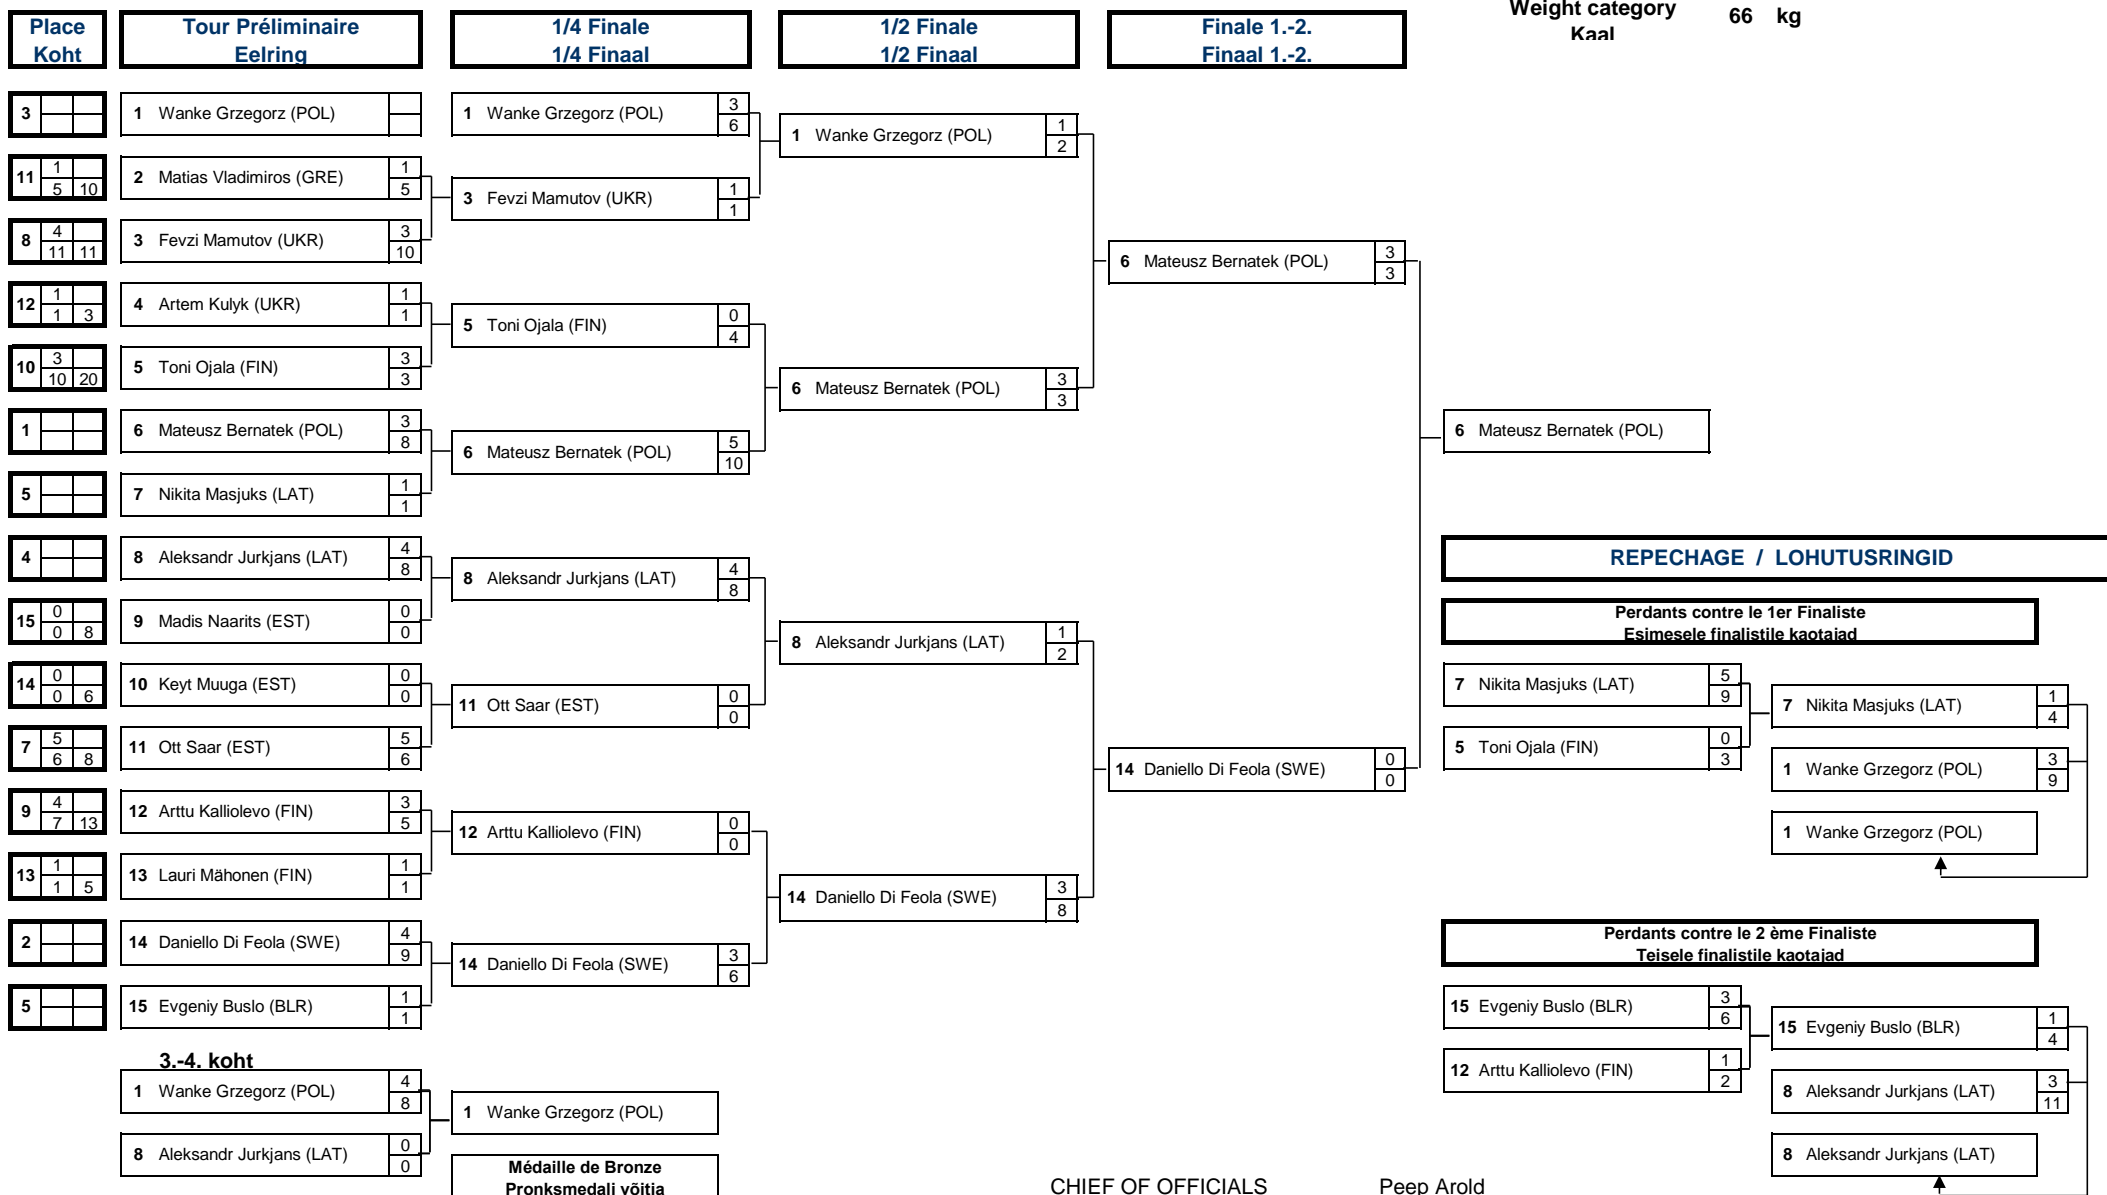 Weight category 66 kg
Kaal
Place Koht
Tour Préliminaire
Eelring
1/4 Finale
1/4 Finaal
1/2 Finale
1/2 Finaal
Finale 1.-2.
Finaal 1.-2.
3
1 Wanke Grzegorz (POL)
11 1 5 10
2 Matias Vladimiros (GRE) 1 5
8 4 11 11
3 Fevzi Mamutov (UKR) 3 10
12 1 1 3
4 Artem Kulyk (UKR) 1 1
10 3 10 20
5 Toni Ojala (FIN) 3 3
1
6 Mateusz Bernatek (POL) 3 8
5
7 Nikita Masjuks (LAT) 1 1
4
8 Aleksandr Jurkjans (LAT) 4 8
15 0 0 8
9 Madis Naarits (EST) 0 0
14 0 0 6
10 Keyt Muuga (EST) 0 0
7 5 6 8
11 Ott Saar (EST) 5 6
9 4 7 13
12 Arttu Kalliolevo (FIN) 3 5
13 1 1 5
13 Lauri Mähonen (FIN) 1 1
2
14 Daniello Di Feola (SWE) 4 9
5
15 Evgeniy Buslo (BLR) 1 1
1 Wanke Grzegorz (POL) 3 6
3 Fevzi Mamutov (UKR) 1 1
5 Toni Ojala (FIN) 0 4
6 Mateusz Bernatek (POL) 5 10
8 Aleksandr Jurkjans (LAT) 4 8
11 Ott Saar (EST) 0 0
12 Arttu Kalliolevo (FIN) 0 0
14 Daniello Di Feola (SWE) 3 6
1 Wanke Grzegorz (POL) 1 2
6 Mateusz Bernatek (POL) 3 3
8 Aleksandr Jurkjans (LAT) 1 2
14 Daniello Di Feola (SWE) 3 8
6 Mateusz Bernatek (POL) 3 3
14 Daniello Di Feola (SWE) 0 0
6 Mateusz Bernatek (POL)
REPECHAGE / LOHUTUSRINGID
Perdants contre le 1er Finaliste
Esimesele finalistile kaotajad
7 Nikita Masjuks (LAT) 5 9
5 Toni Ojala (FIN) 0 3
7 Nikita Masjuks (LAT) 1 4
1 Wanke Grzegorz (POL) 3 9
1 Wanke Grzegorz (POL)
Perdants contre le 2 ème Finaliste
Teisele finalistile kaotajad
15 Evgeniy Buslo (BLR) 3 6
12 Arttu Kalliolevo (FIN) 1 2
15 Evgeniy Buslo (BLR) 1 4
8 Aleksandr Jurkjans (LAT) 3 11
8 Aleksandr Jurkjans (LAT)
3.-4. koht
1 Wanke Grzegorz (POL) 4 8
8 Aleksandr Jurkjans (LAT) 0 0
1 Wanke Grzegorz (POL)
Médaille de Bronze
Pronksmedali võitja
CHIEF OF OFFICIALS Peep Arold